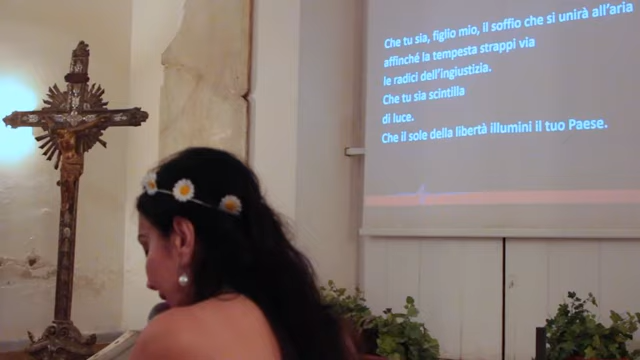 Che tu sia, figlio mio, il soffio che si unirà all'aria
affinché la tempesta strappi via
le radici dell'ingiustizia.
Che tu sia scintilla
di luce.
Che il sole della libertà illumini il tuo Paese.